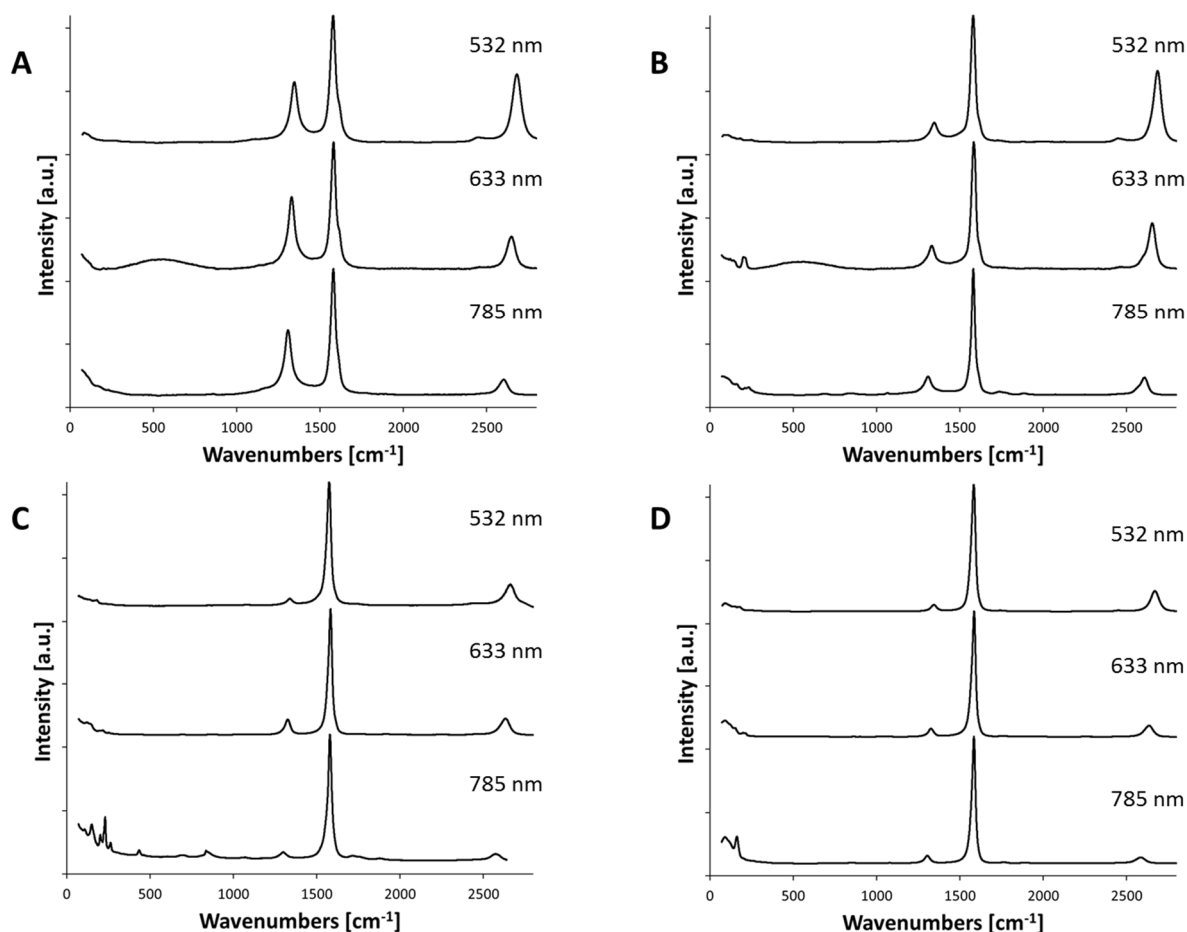 A
532 nm
633 nm
785 nm
Intensity [a.u.]
0 500 1000 1500 2000 2500
Wavenumbers [cm-1]
B
532 nm
633 nm
785 nm
Intensity [a.u.]
0 500 1000 1500 2000 2500
Wavenumbers [cm-1]
C
532 nm
633 nm
785 nm
Intensity [a.u.]
0 500 1000 1500 2000 2500
Wavenumbers [cm-1]
D
532 nm
633 nm
785 nm
Intensity [a.u.]
0 500 1000 1500 2000 2500
Wavenumbers [cm-1]